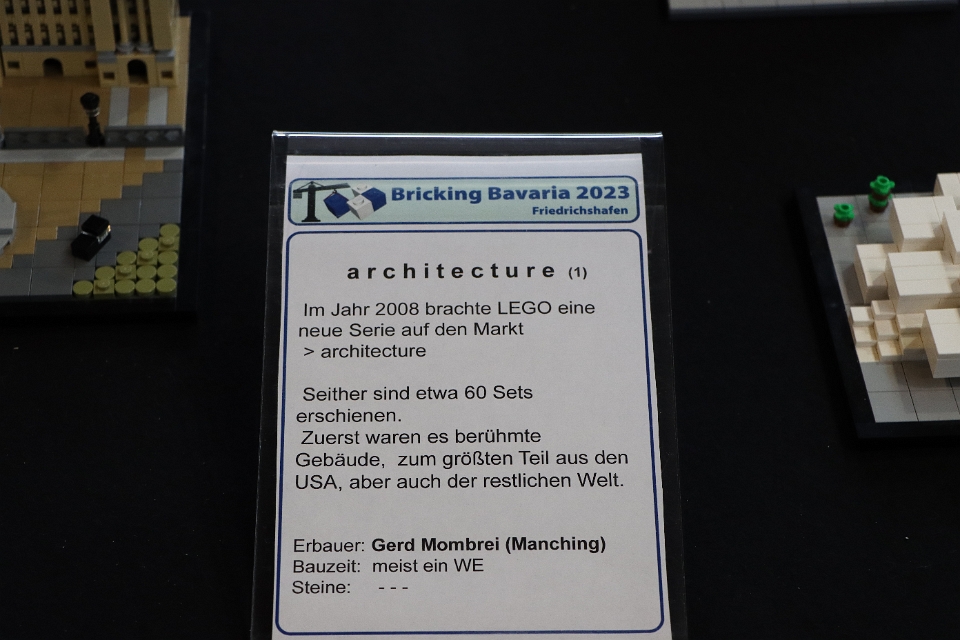 Bricking Bavaria 2023
Friedrichshafen
architecture (1)
Im Jahr 2008 brachte LEGO eine
neue Serie auf den Markt
> architecture
Seither sind etwa 60 Sets
erschienen.
Zuerst waren es berühmte
Gebäude, zum größten Teil aus den
USA, aber auch der restlichen Welt.
Erbauer: Gerd Mombrei (Manching)
Bauzeit: meist ein WE
Steine: - - -